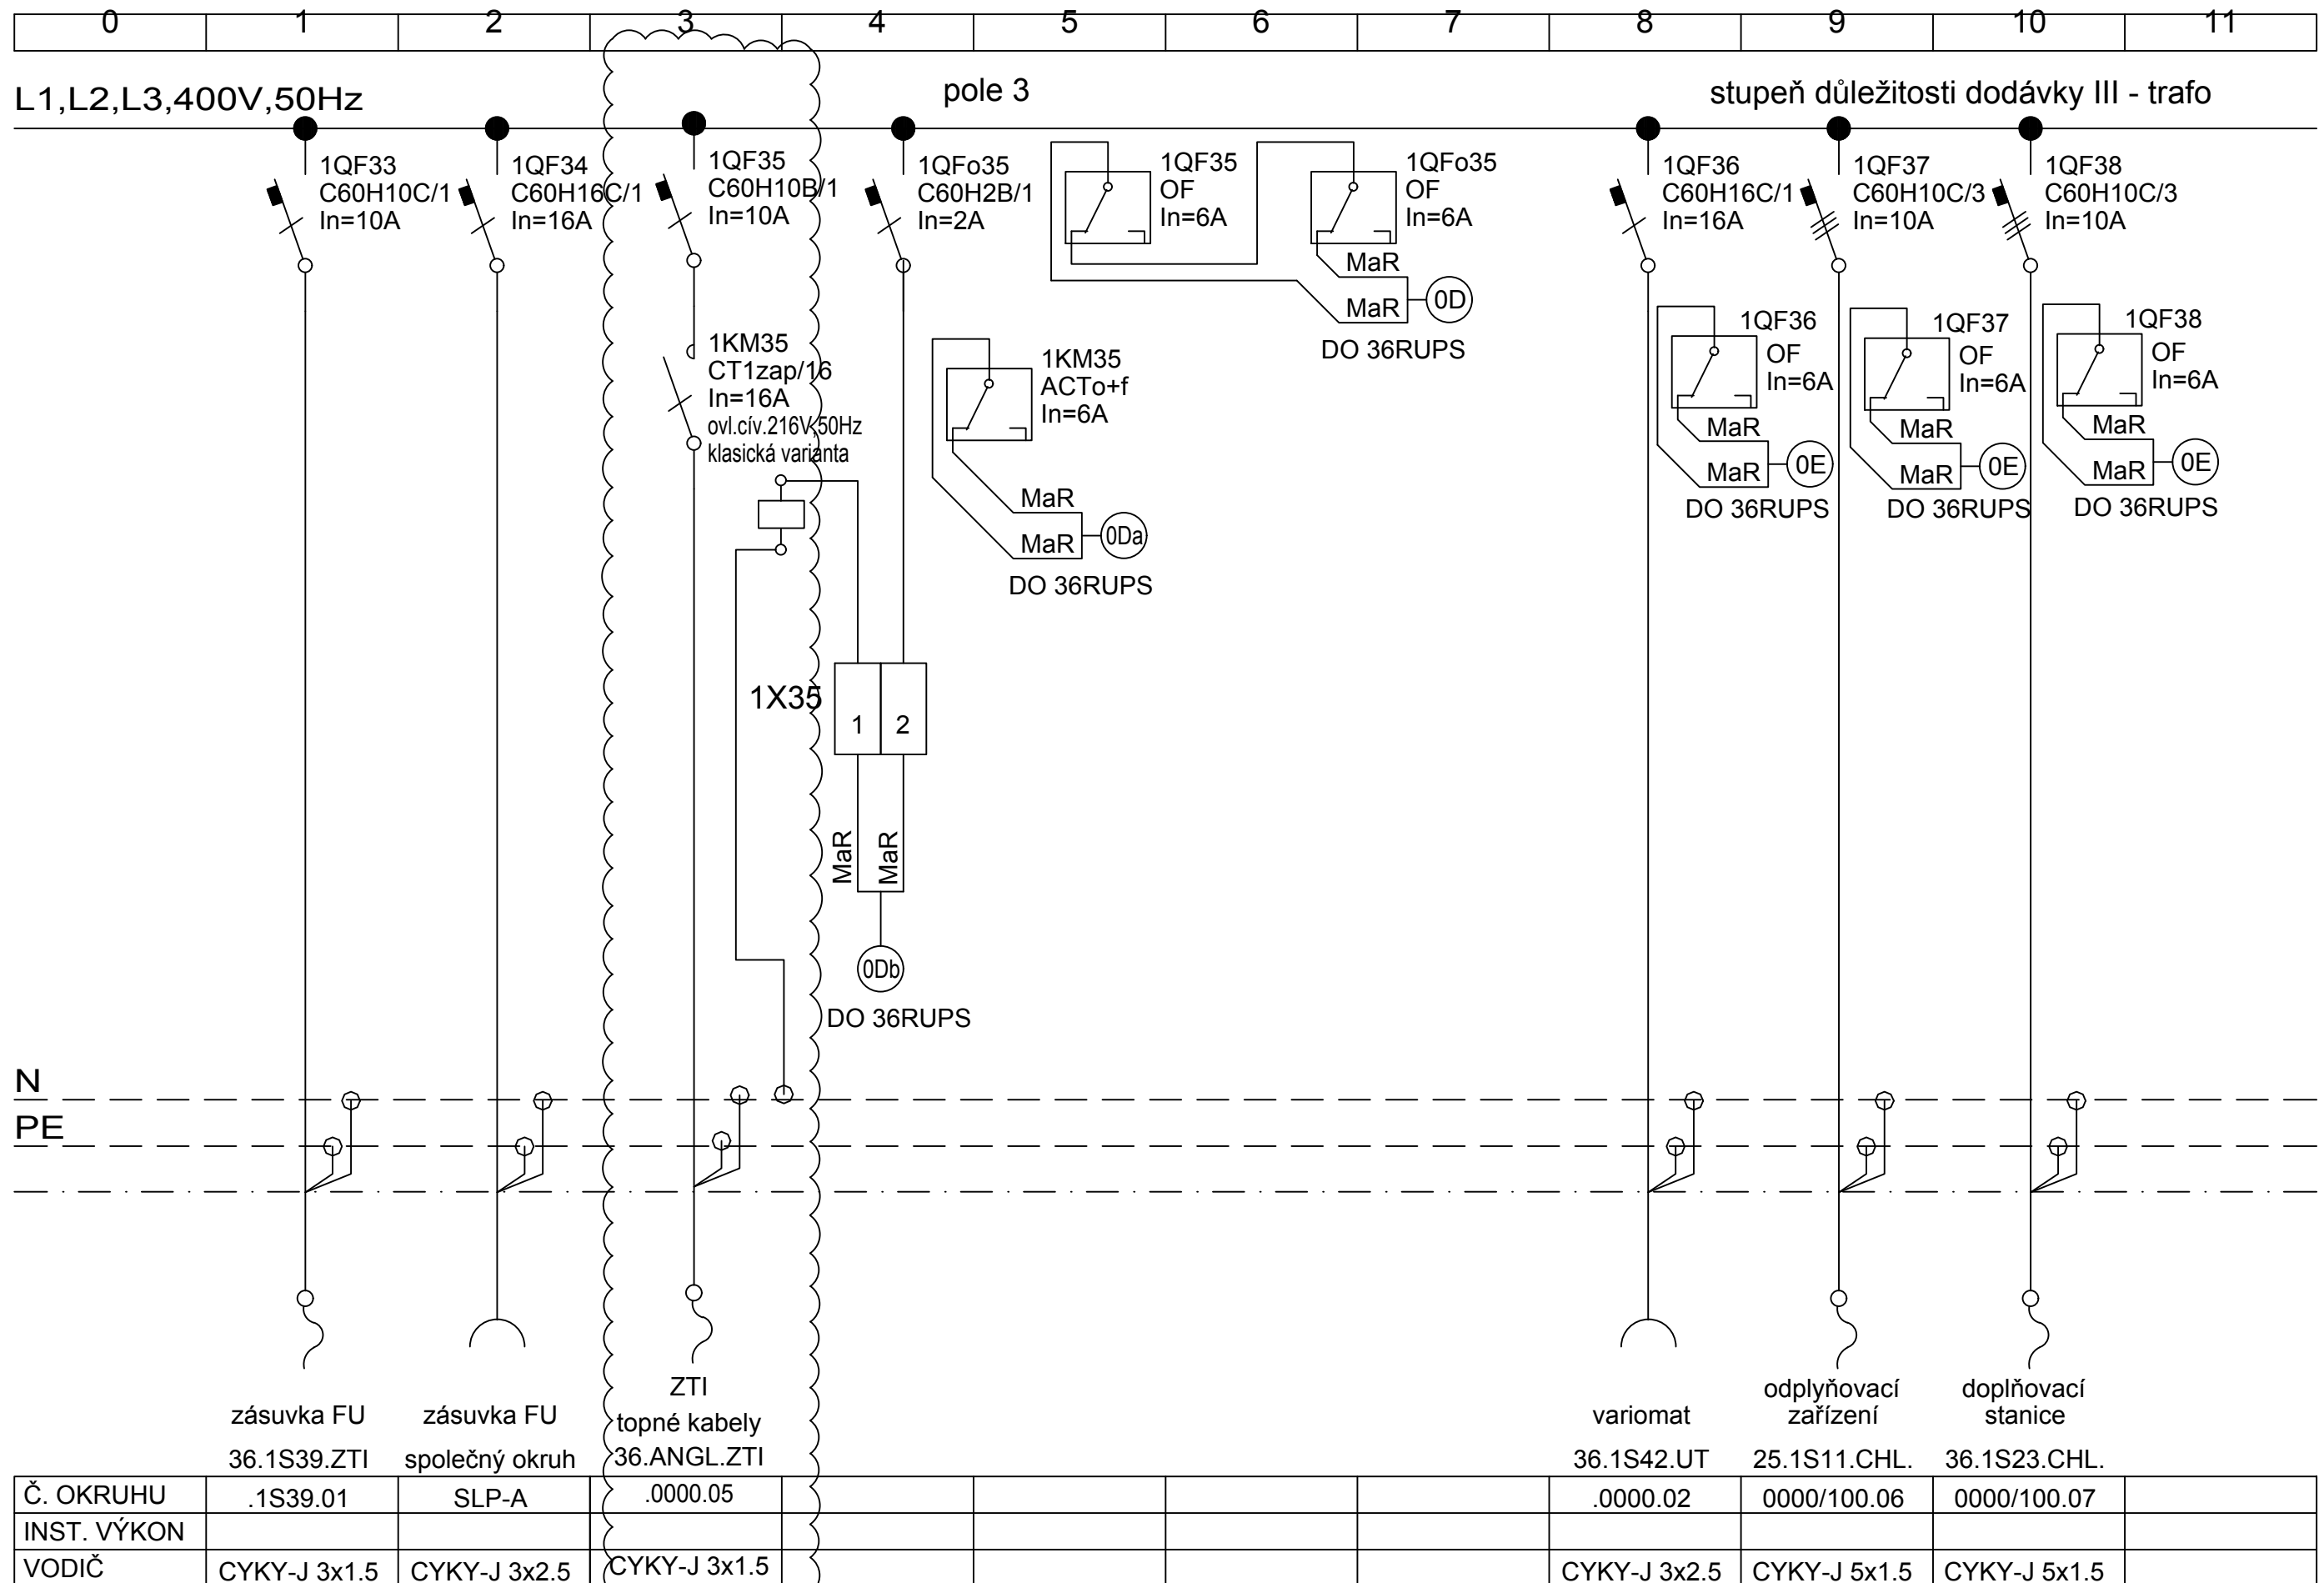 0 1 2 3 4 5 6 7 8 9 10 11
L1,L2,L3,400V,50Hz
pole 3
stupeň důležitosti dodávky III - trafo
1QF33
C60H10C/1
In=10A
1QF34
C60H16C/1
In=16A
1QF35
C60H10B/1
In=10A
1QFo35
C60H2B/1
In=2A
1QF35
OF
In=6A
1QFo35
OF
In=6A
MaR
MaR
0D
DO 36RUPS
1QF36
C60H16C/1
In=16A
1QF37
C60H10C/3
In=10A
1QF38
C60H10C/3
In=10A
1KM35
CT1zap/16
In=16A
ovl.cív.216V,50Hz
klasická varianta
1KM35
ACTo+f
In=6A
MaR
MaR
0Da
DO 36RUPS
1QF36
OF
In=6A
MaR
MaR
0E
DO 36RUPS
1QF37
OF
In=6A
MaR
MaR
0E
DO 36RUPS
1QF38
OF
In=6A
MaR
MaR
0E
DO 36RUPS
1X35
1 2
MaR
MaR
0Db
DO 36RUPS
N
PE
zásuvka FU
36.1S39.ZTI
zásuvka FU
společný okruh
ZTI
topné kabely
36.ANGL.ZTI
variomat
36.1S42.UT
odplyňovací
zařízení
25.1S11.CHL.
doplňovací
stanice
36.1S23.CHL.
Č. OKRUHU .1S39.01 SLP-A .0000.05 .0000.02 0000/100.06 0000/100.07
INST. VÝKON
VODIČ CYKY-J 3x1.5 CYKY-J 3x2.5 CYKY-J 3x1.5 CYKY-J 3x2.5 CYKY-J 5x1.5 CYKY-J 5x1.5